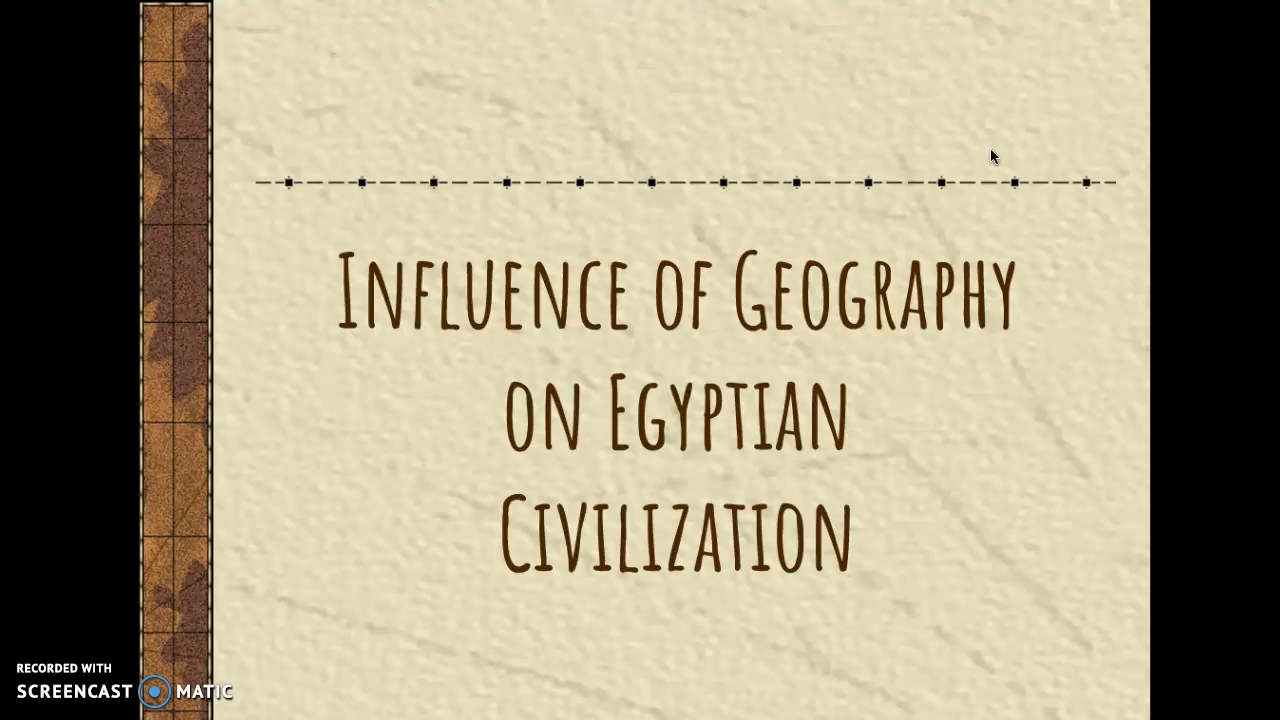 Influence of Geography
on Egyptian
Civilization
RECORDED WITH
SCREENCAST MATIC